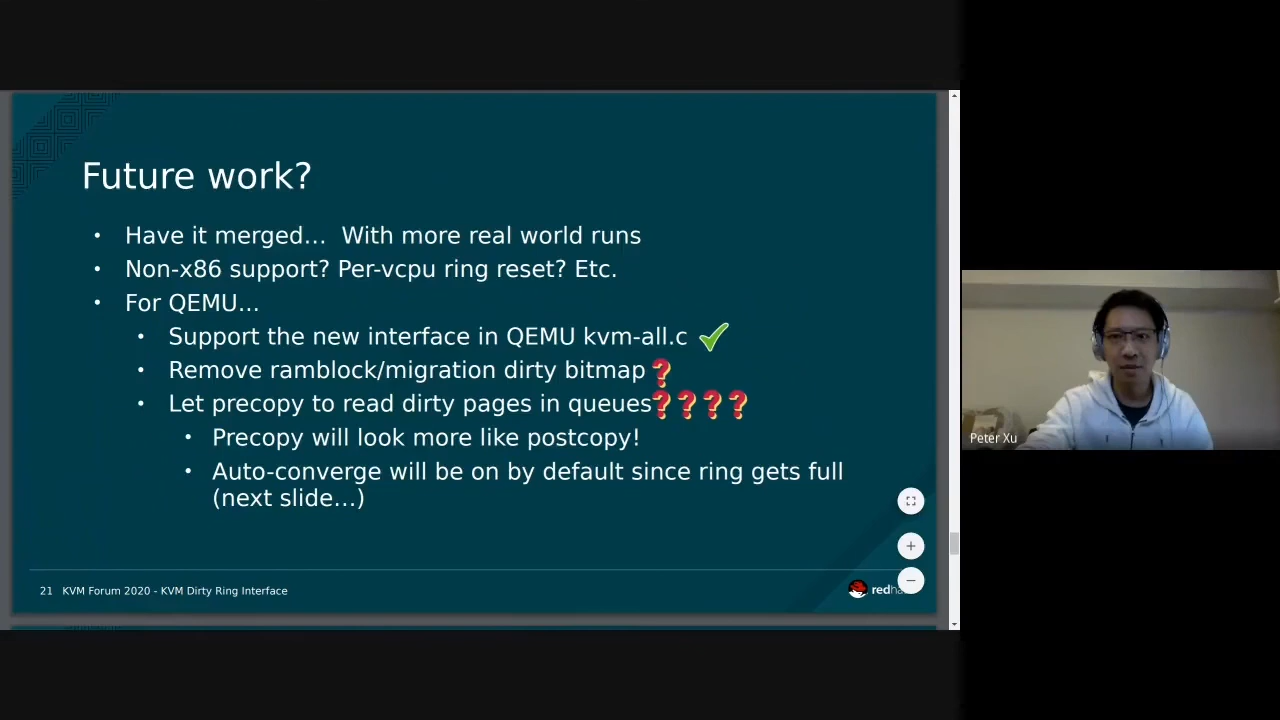 Future work?
• Have it merged... With more real world runs
• Non-x86 support? Per-vcpu ring reset? Etc.
• For QEMU...
• Support the new interface in QEMU kvm-all.c ✓
• Remove ramblock/migration dirty bitmap❓
• Let precopy to read dirty pages in queues❓❓❓❓
• Precopy will look more like postcopy!
• Auto-converge will be on by default since ring gets full
(next slide...)
21 KVM Forum 2020 - KVM Dirty Ring Interface
Peter Xu